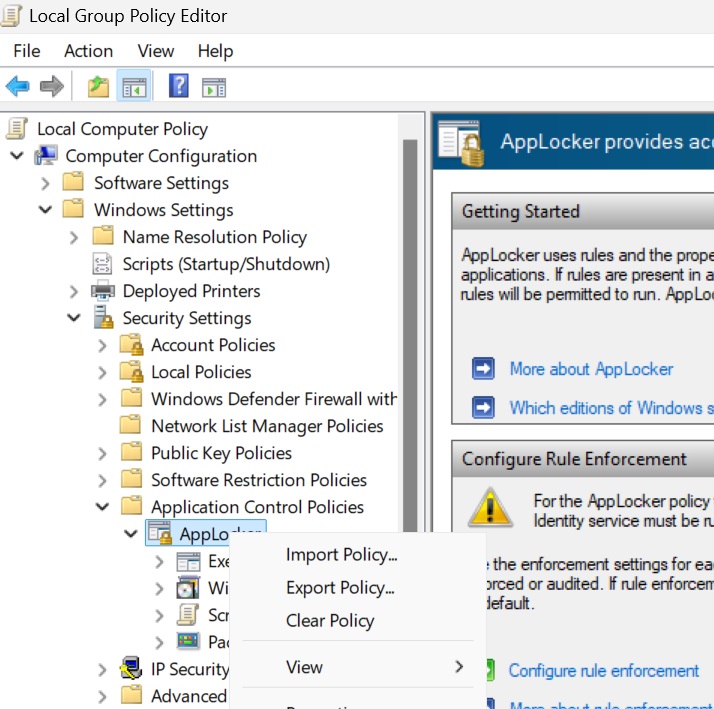 Local Group Policy Editor
File Action View Help
Local Computer Policy
Computer Configuration
Software Settings
Windows Settings
Name Resolution Policy
Scripts (Startup/Shutdown)
Deployed Printers
Security Settings
Account Policies
Local Policies
Windows Defender Firewall with
Network List Manager Policies
Public Key Policies
Software Restriction Policies
Application Control Policies
AppLocker
Exe
Wi
Scr
Pac
IP Security
Advanced
Import Policy...
Export Policy...
Clear Policy
View
AppLocker provides acc
Getting Started
AppLocker uses rules and the prope
applications. If rules are present in a
rules will be permitted to run. AppLoc
More about AppLocker
Which editions of Windows s
Configure Rule Enforcement
For the AppLocker policy
Identity service must be ru
the enforcement settings for eac
orced or audited. If rule enforcem
default.
Configure rule enforcement
More about rule enforcement